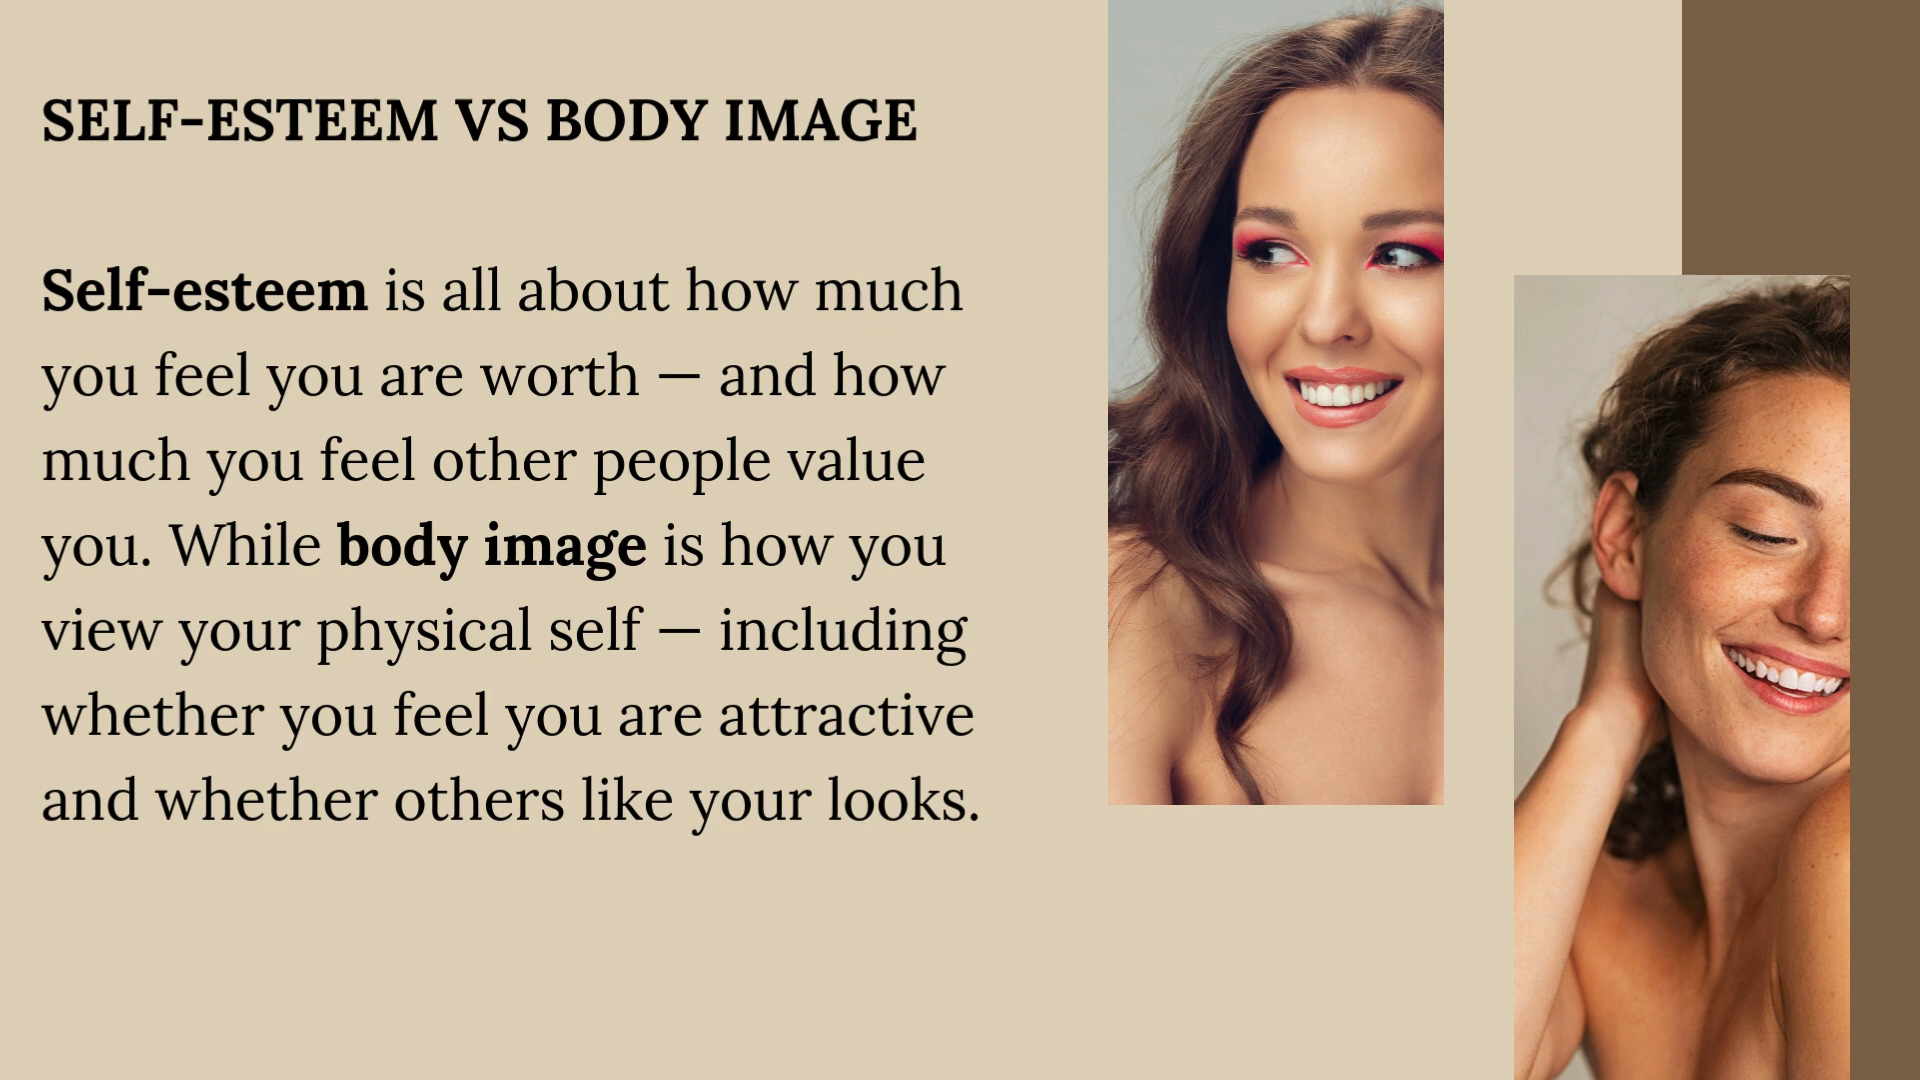 SELF-ESTEEM VS BODY IMAGE
Self-esteem is all about how much
you feel you are worth — and how
much you feel other people value
you. While body image is how you
view your physical self — including
whether you feel you are attractive
and whether others like your looks.